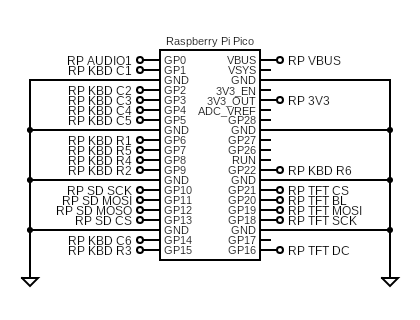 Raspberry Pi Pico
RP AUDIO1 GP0 VBUS RP VBUS
RP KBD C1 GP1 VSYS
GND GND
RP KBD C2 GP2 3V3_EN
RP KBD C3 GP3 3V3_OUT RP 3V3
RP KBD C4 GP4 ADC_VREF
RP KBD C5 GP5 GP28
GND GND
RP KBD R1 GP6 GP27
RP KBD R5 GP7 GP26
RP KBD R4 GP8 RUN
RP KBD R2 GP9 GP22 RP KBD R6
GND GND
RP SD SCK GP10 GP21 RP TFT CS
RP SD MOSI GP11 GP20 RP TFT BL
RP SD MOSO GP12 GP19 RP TFT MOSI
RP SD CS GP13 GP18 RP TFT SCK
GND GND
RP KBD C6 GP14 GP17
RP KBD R3 GP15 GP16 RP TFT DC